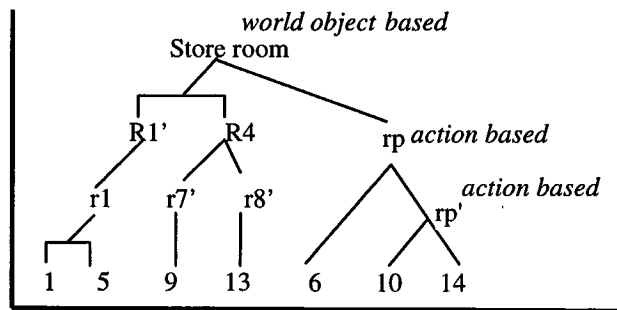 world object based
Store room
R1' R4 rp action based
r1 r7' r8' action based
rp'
1 5 9 13 6 10 14